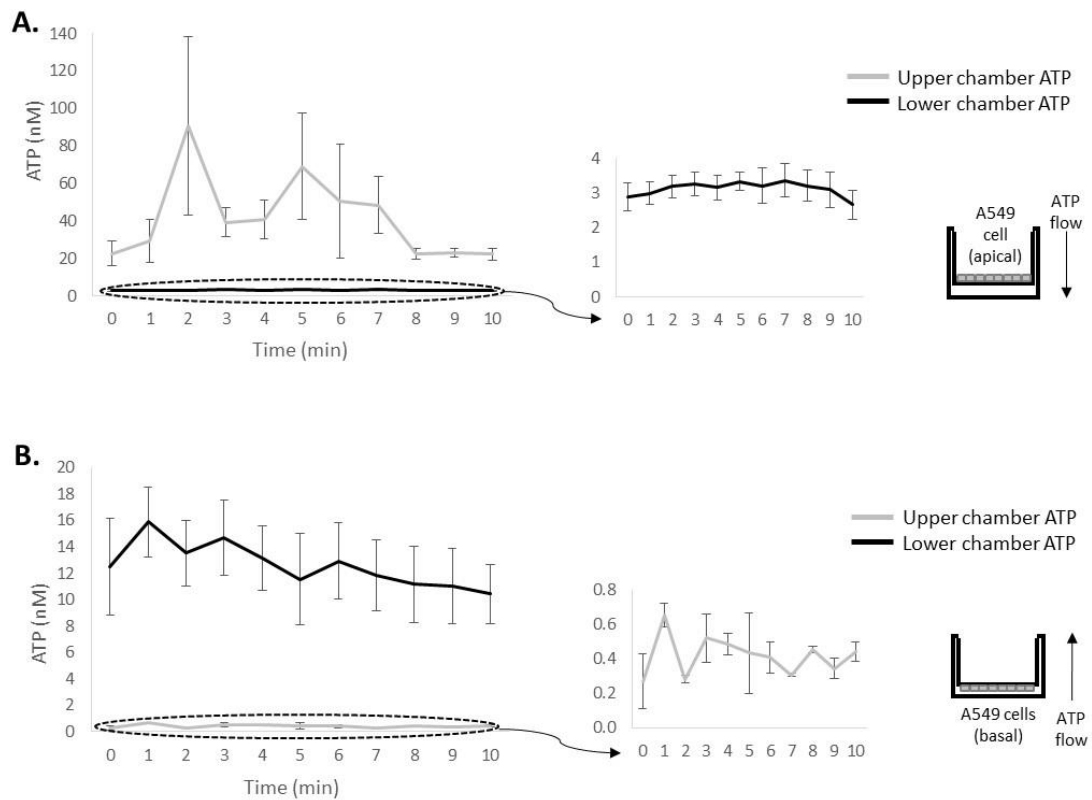 A.
140
120
100
80
60
40
20
0
ATP (nM)
0 1 2 3 4 5 6 7 8 9 10
Time (min)
Upper chamber ATP
Lower chamber ATP
4
3
2
1
0
0 1 2 3 4 5 6 7 8 9 10
A549
cell
(apical)
ATP
flow
B.
20
18
16
14
12
10
8
6
4
2
0
ATP (nM)
0 1 2 3 4 5 6 7 8 9 10
Time (min)
Upper chamber ATP
Lower chamber ATP
0.8
0.6
0.4
0.2
0.0
0 1 2 3 4 5 6 7 8 9 10
A549 cells
(basal)
ATP
flow